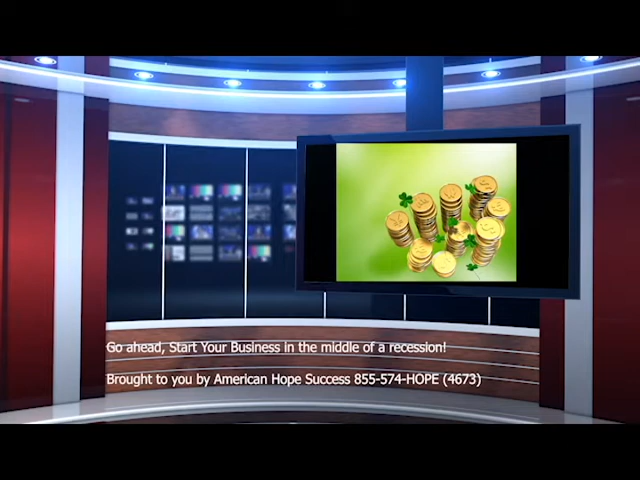 Go ahead, Start Your Business in the middle of a recession!
Brought to you by American Hope Success 855-574-HOPE (4673)